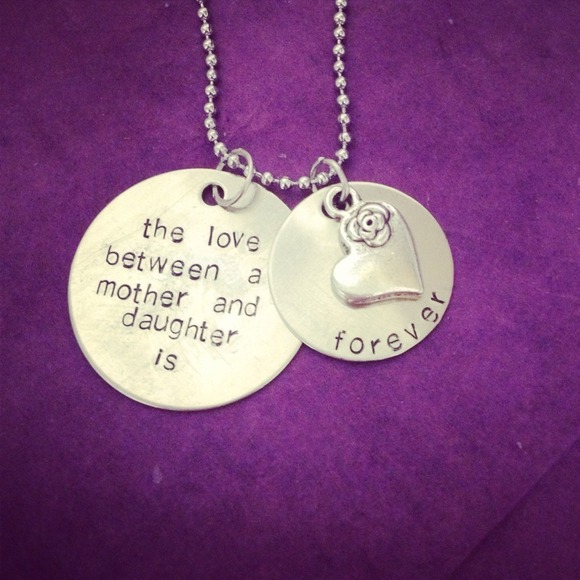 the love
between a
mother and
daughter
is
forever